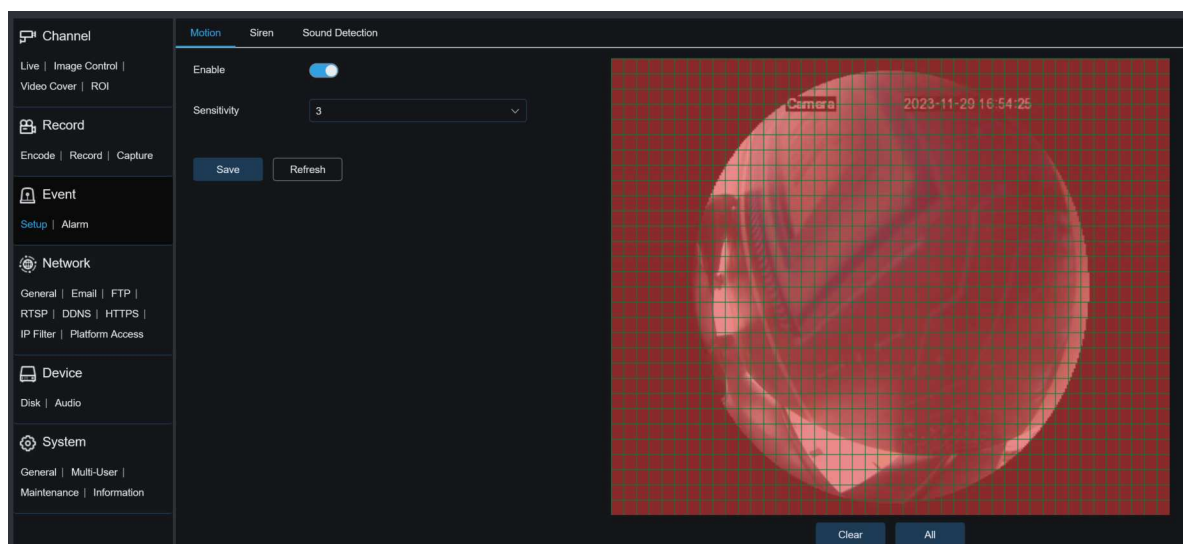 Channel
Live | Image Control |
Video Cover | ROI
Record
Encode | Record | Capture
Event
Setup | Alarm
Network
General | Email | FTP |
RTSP | DDNS | HTTPS |
IP Filter | Platform Access
Device
Disk | Audio
System
General | Multi-User |
Maintenance | Information
Motion Siren Sound Detection
Enable
Sensitivity 3
Save Refresh
Camera 2023-11-29 16:54:25
Clear All